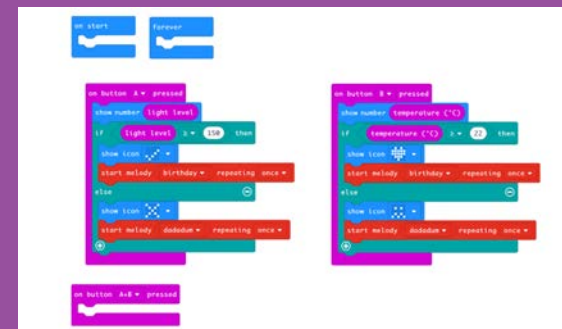 on start
forever
on button A pressed
show number light level
if light level ≥ 150 then
show icon
start melody birthday repeating once
else
show icon
start melody dadadum repeating once
on button B pressed
show number temperature (°C)
if temperature (°C) ≥ 22 then
show icon
start melody birthday repeating once
else
show icon
start melody dadadum repeating once
on button A+B pressed